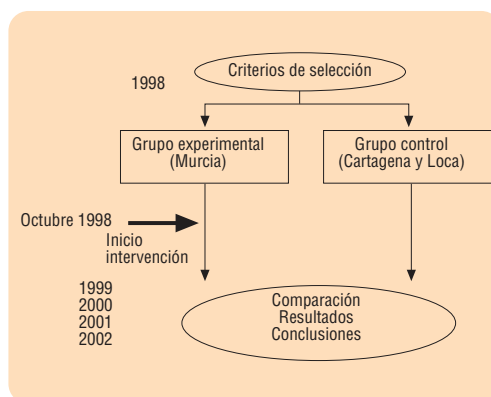 Criterios de selección
1998
Grupo experimental
(Murcia)
Grupo control
(Cartagena y Loca)
Octubre 1998
Inicio
intervención
1999
2000
2001
2002
Comparación
Resultados
Conclusiones